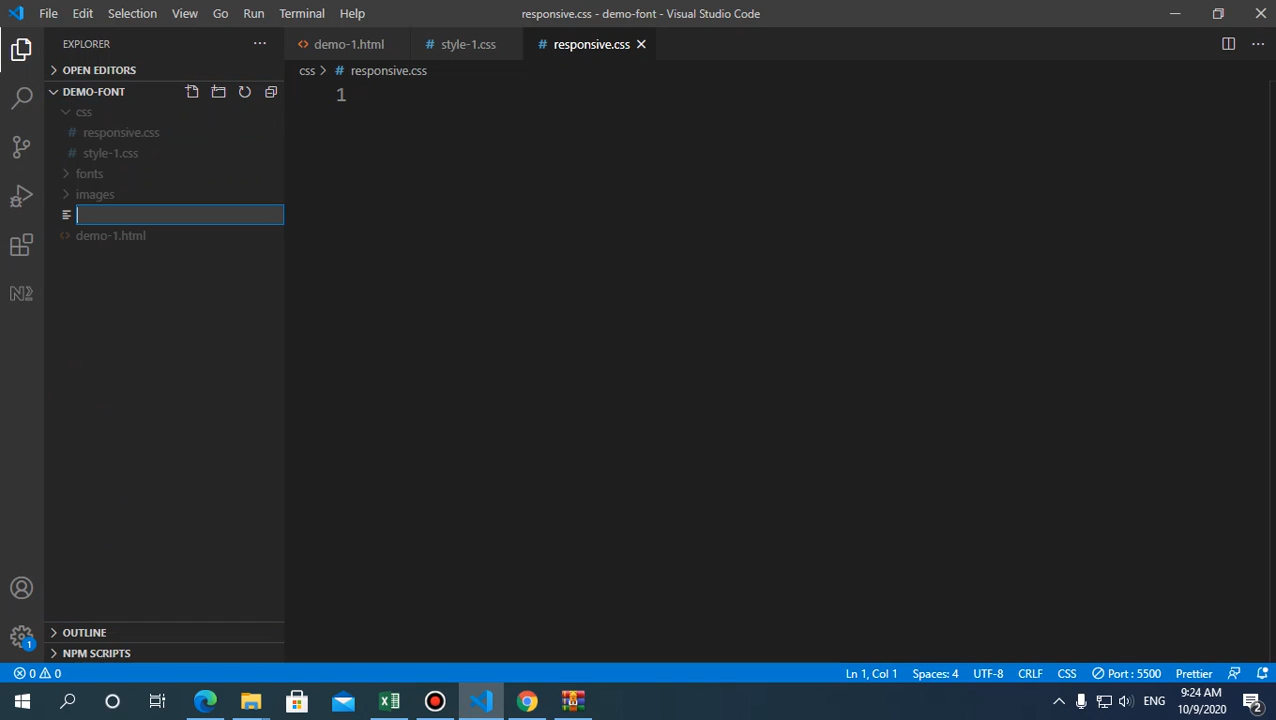 File Edit Selection View Go Run Terminal Help
responsive.css - demo-font - Visual Studio Code
EXPLORER
demo-1.html
# style-1.css
# responsive.css
OPEN EDITORS
css > # responsive.css
DEMO-FONT
1
css
# responsive.css
# style-1.css
fonts
images
demo-1.html
OUTLINE
1
NPM SCRIPTS
0 0
Ln 1, Col 1 Spaces: 4 UTF-8 CRLF CSS Port : 5500 Prettier
ENG
9:24 AM
10/9/2020
2